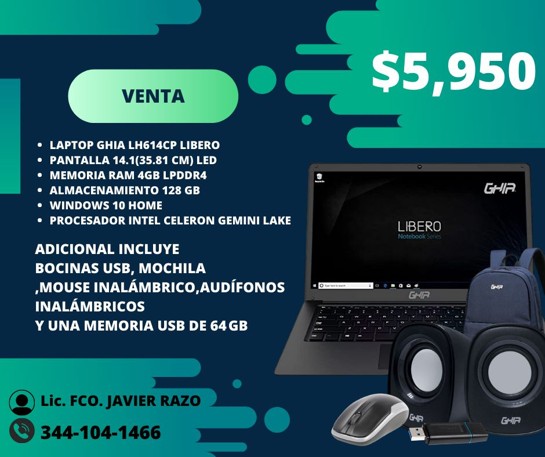 $5,950
VENTA
LAPTOP GHIA LH614CP LIBERO
PANTALLA 14.1(35.81 CM) LED
MEMORIA RAM 4GB LPDDR4
ALMACENAMIENTO 128 GB
WINDOWS 10 HOME
PROCESADOR INTEL CELERON GEMINI LAKE
ADICIONAL INCLUYE
BOCINAS USB, MOCHILA
,MOUSE INALÁMBRICO,AUDÍFONOS
INALÁMBRICOS
Y UNA MEMORIA USB DE 64GB
GHIA
LIBERO
Notebook Series
GHIA
GHIA
GHIA
GHIA
Lic. FCO. JAVIER RAZO
344-104-1466